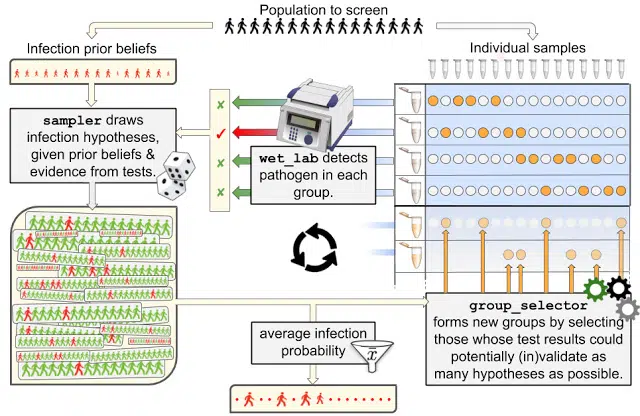 Population to screen
Infection prior beliefs
Individual samples
sampler draws
infection hypotheses,
given prior beliefs &
evidence from tests.
wet_lab detects
pathogen in each
group.
group_selector
forms new groups by selecting
those whose test results could
potentially (in)validate as
many hypotheses as possible.
average infection
probability
x̄